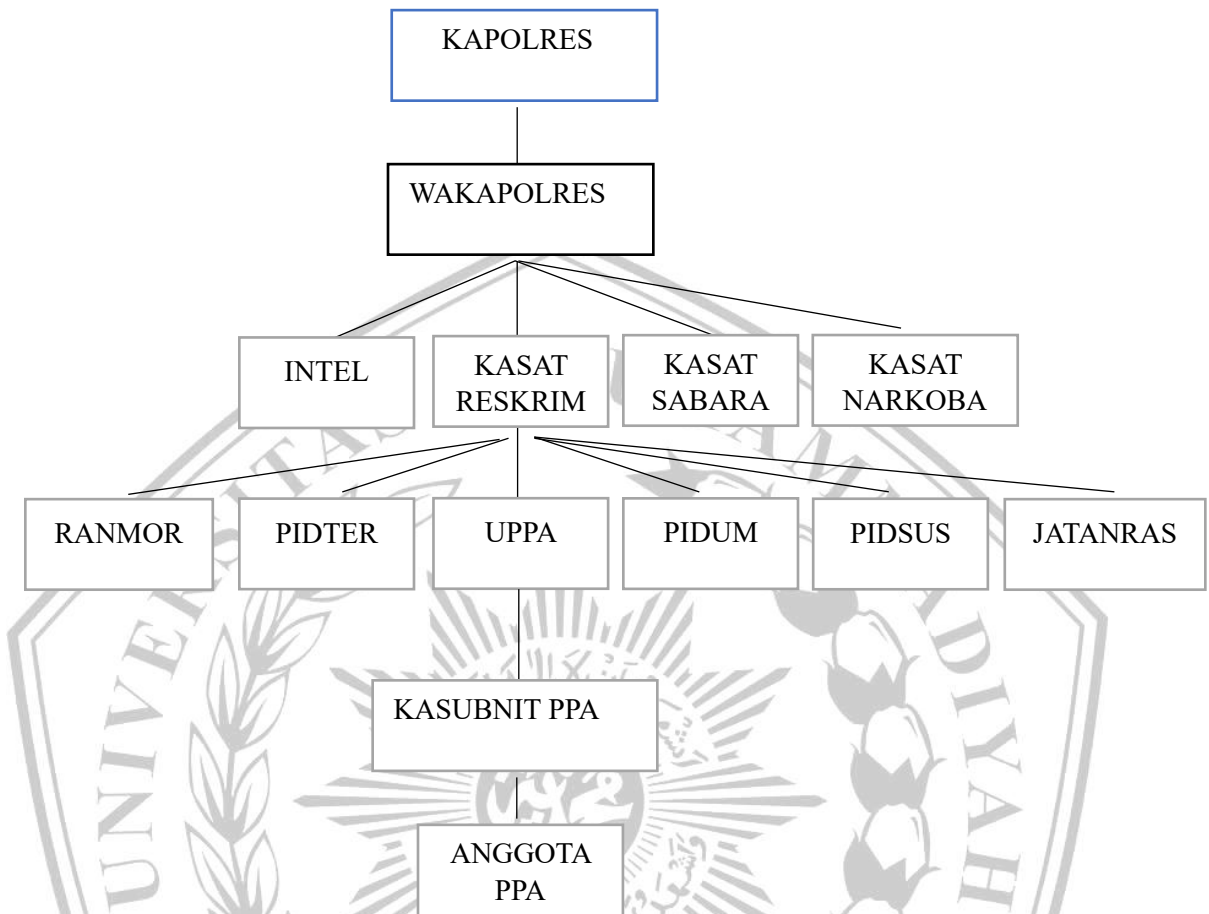 KAPOLRES
WAKAPOLRES
INTEL
KASAT
RESKRIM
KASAT
SABARA
KASAT
NARKOBA
RANMOR
PIDTER
UPPA
PIDUM
PIDSUS
JATANRAS
KASUBNIT PPA
ANGGOTA
PPA